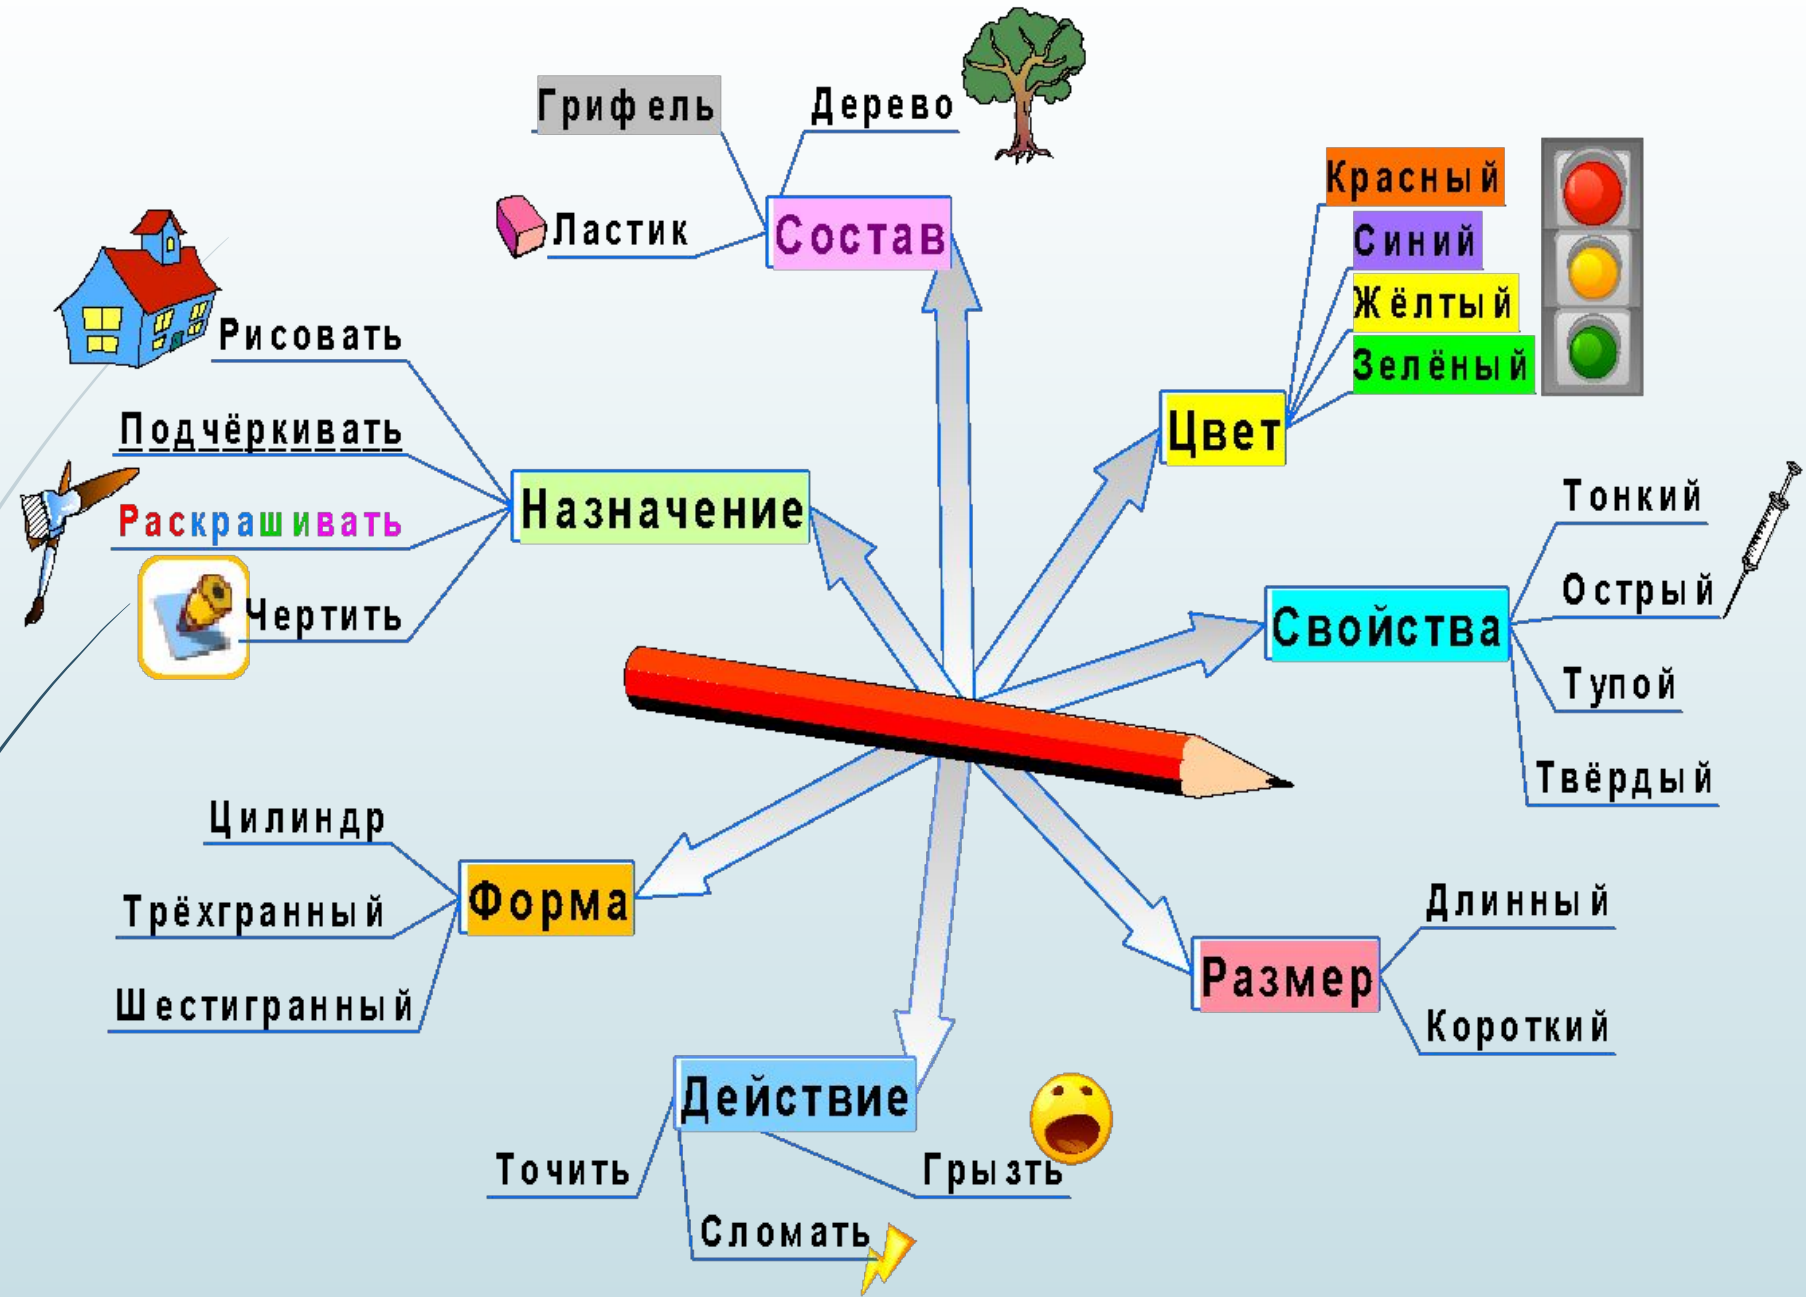 Грифель
Дерево
Ластик
Состав
Красный
Синий
Жёлтый
Зелёный
Цвет
Рисовать
Подчёркивать
Раскрашивать
Чертить
Назначение
Тонкий
Острый
Тупой
Твёрдый
Свойства
Цилиндр
Трёхгранный
Шестигранный
Форма
Длинный
Короткий
Размер
Действие
Точить
Грызть
Сломать